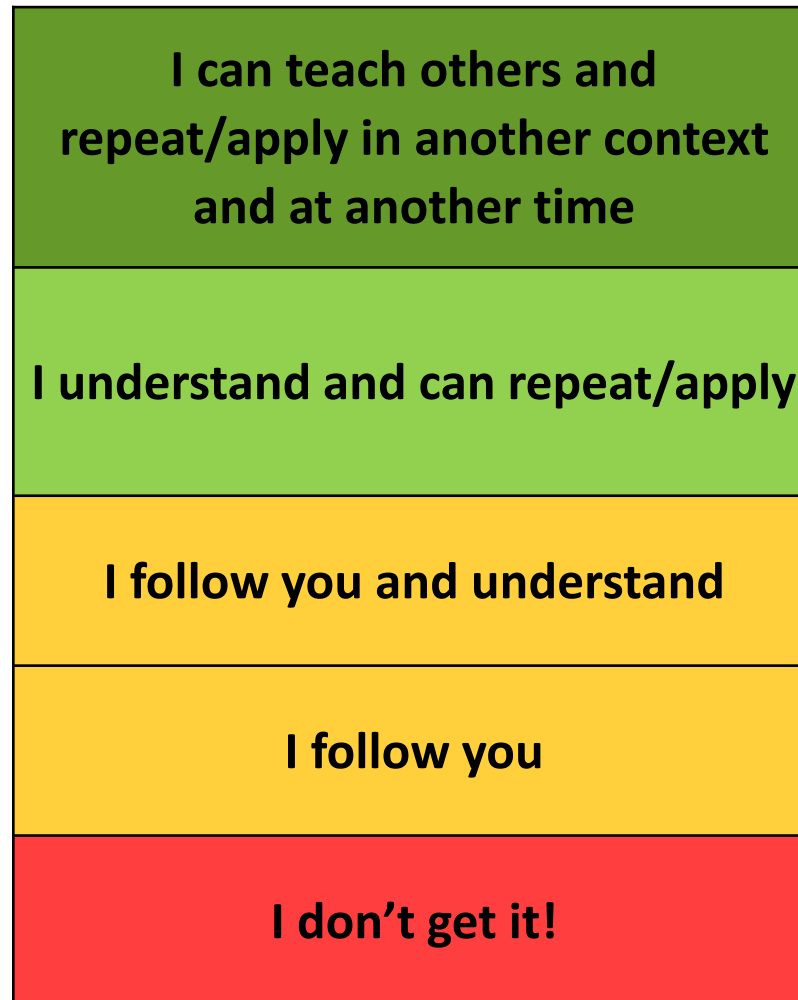 I can teach others and
repeat/apply in another context
and at another time
I understand and can repeat/apply
I follow you and understand
I follow you
I don’t get it!